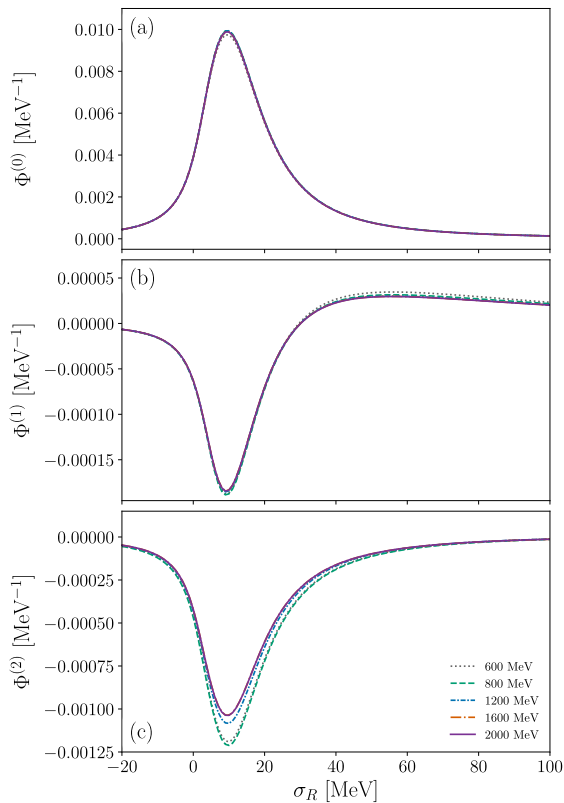 (a)
Φ^(0) [MeV^−1]
0.010
0.008
0.006
0.004
0.002
0.000
(b)
Φ^(1) [MeV^−1]
0.00005
0.00000
−0.00005
−0.00010
−0.00015
(c)
Φ^(2) [MeV^−1]
0.00000
−0.00025
−0.00050
−0.00075
−0.00100
−0.00125
600 MeV
800 MeV
1200 MeV
1600 MeV
2000 MeV
−20 0 20 40 60 80 100
σ_R [MeV]